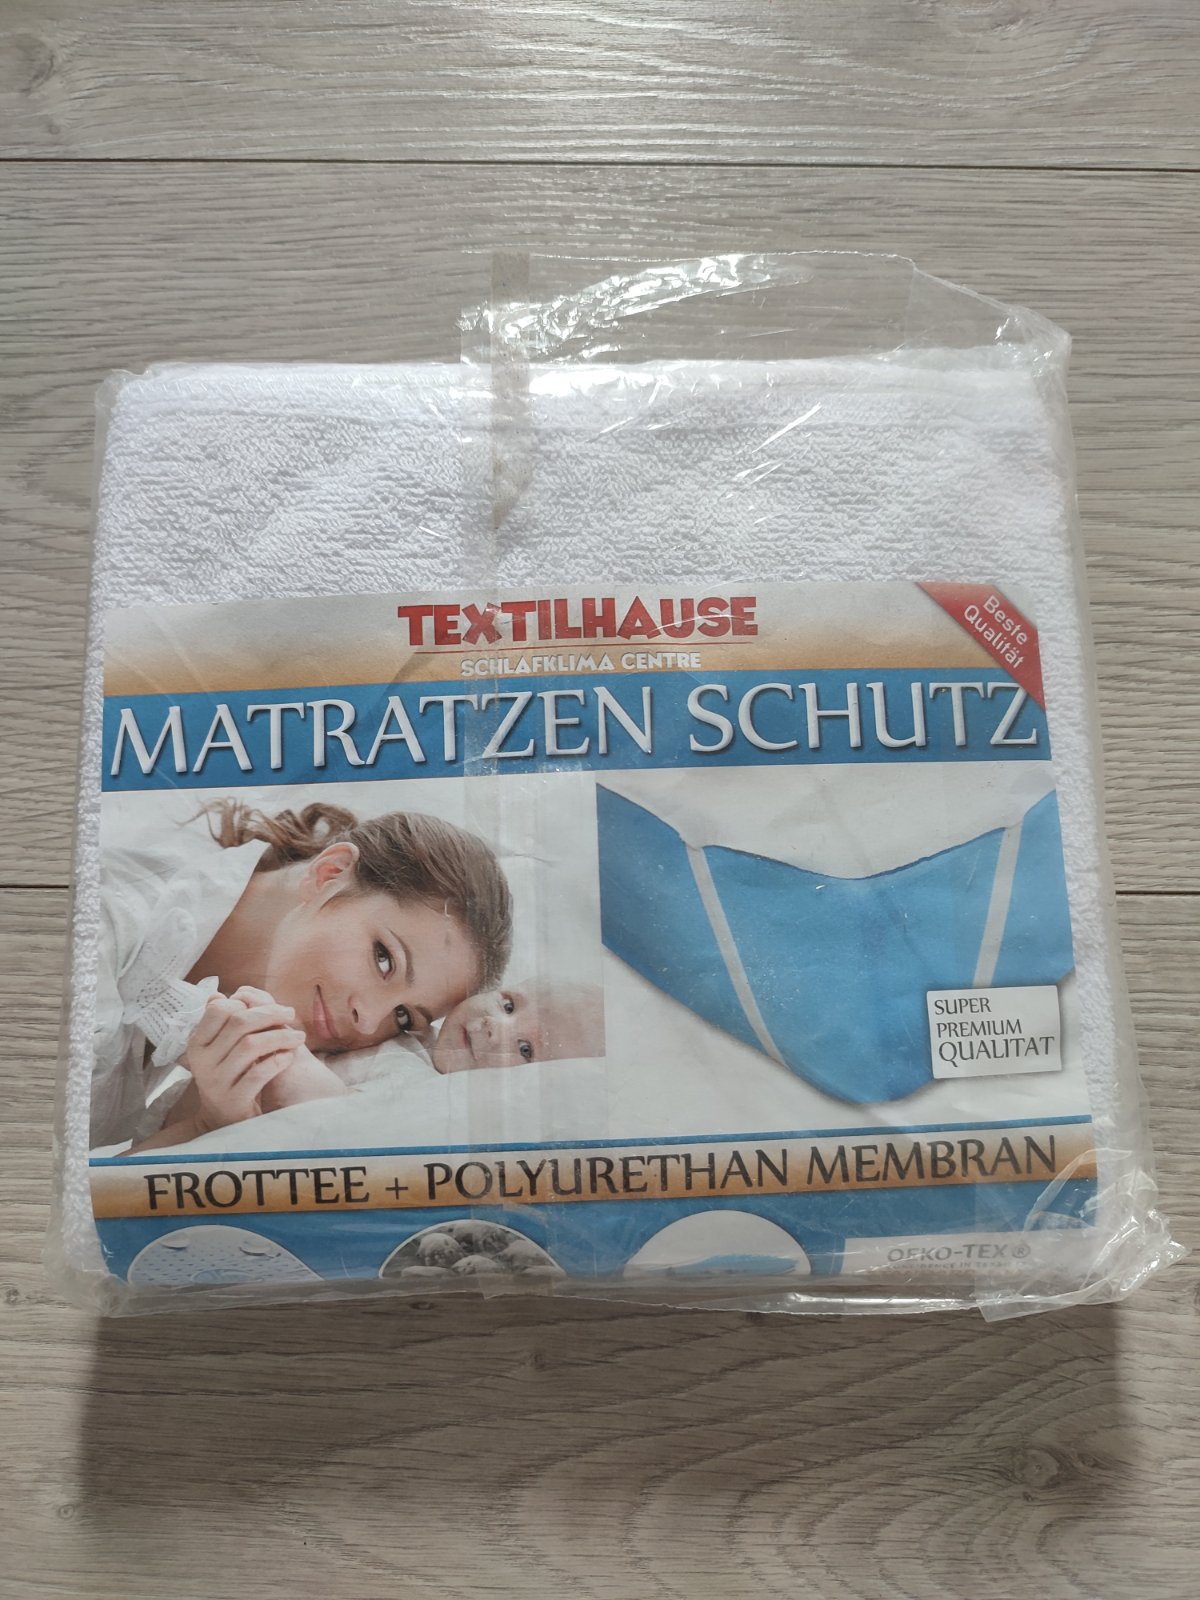 TEXTILHAUSE
SCHLAFKLIMA CENTRE
Beste
Qualität
MATRATZEN SCHUTZ
SUPER
PREMIUM
QUALITAT
FROTTEE + POLYURETHAN MEMBRAN
OEKO-TEX®